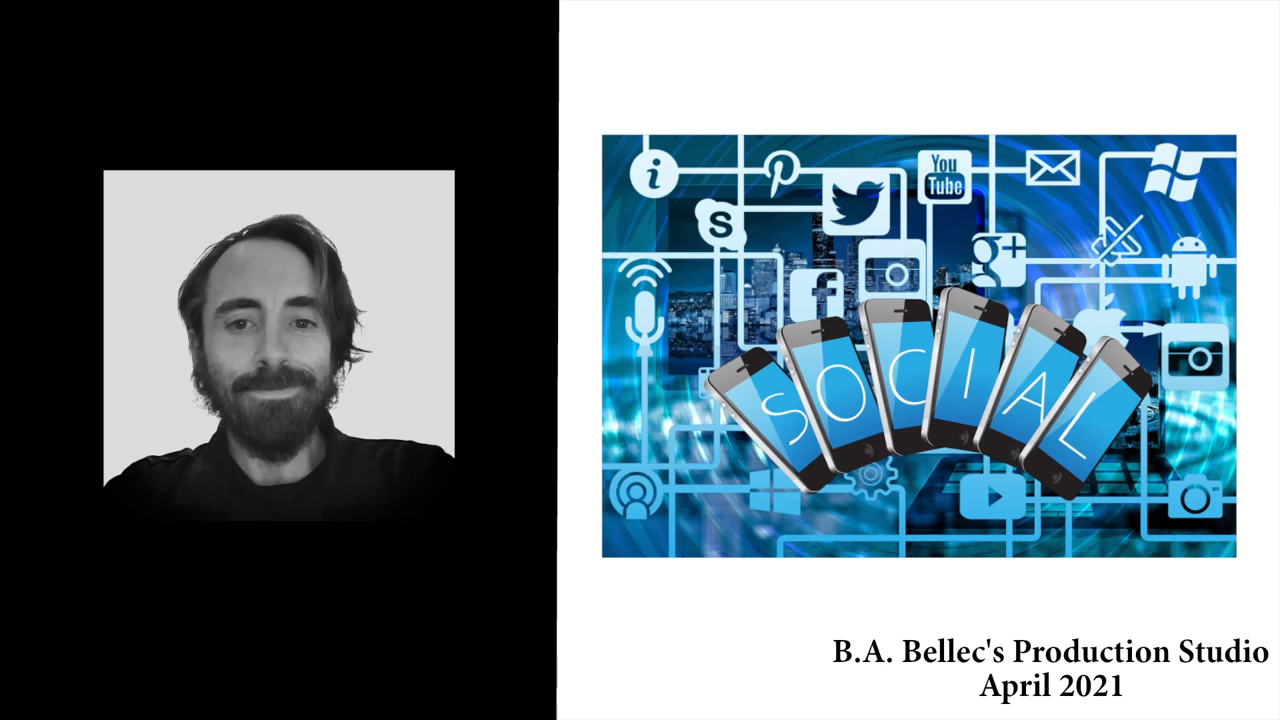 You
Tube
S
f
g+
i
SOCIAL
B.A. Bellec's Production Studio
April 2021